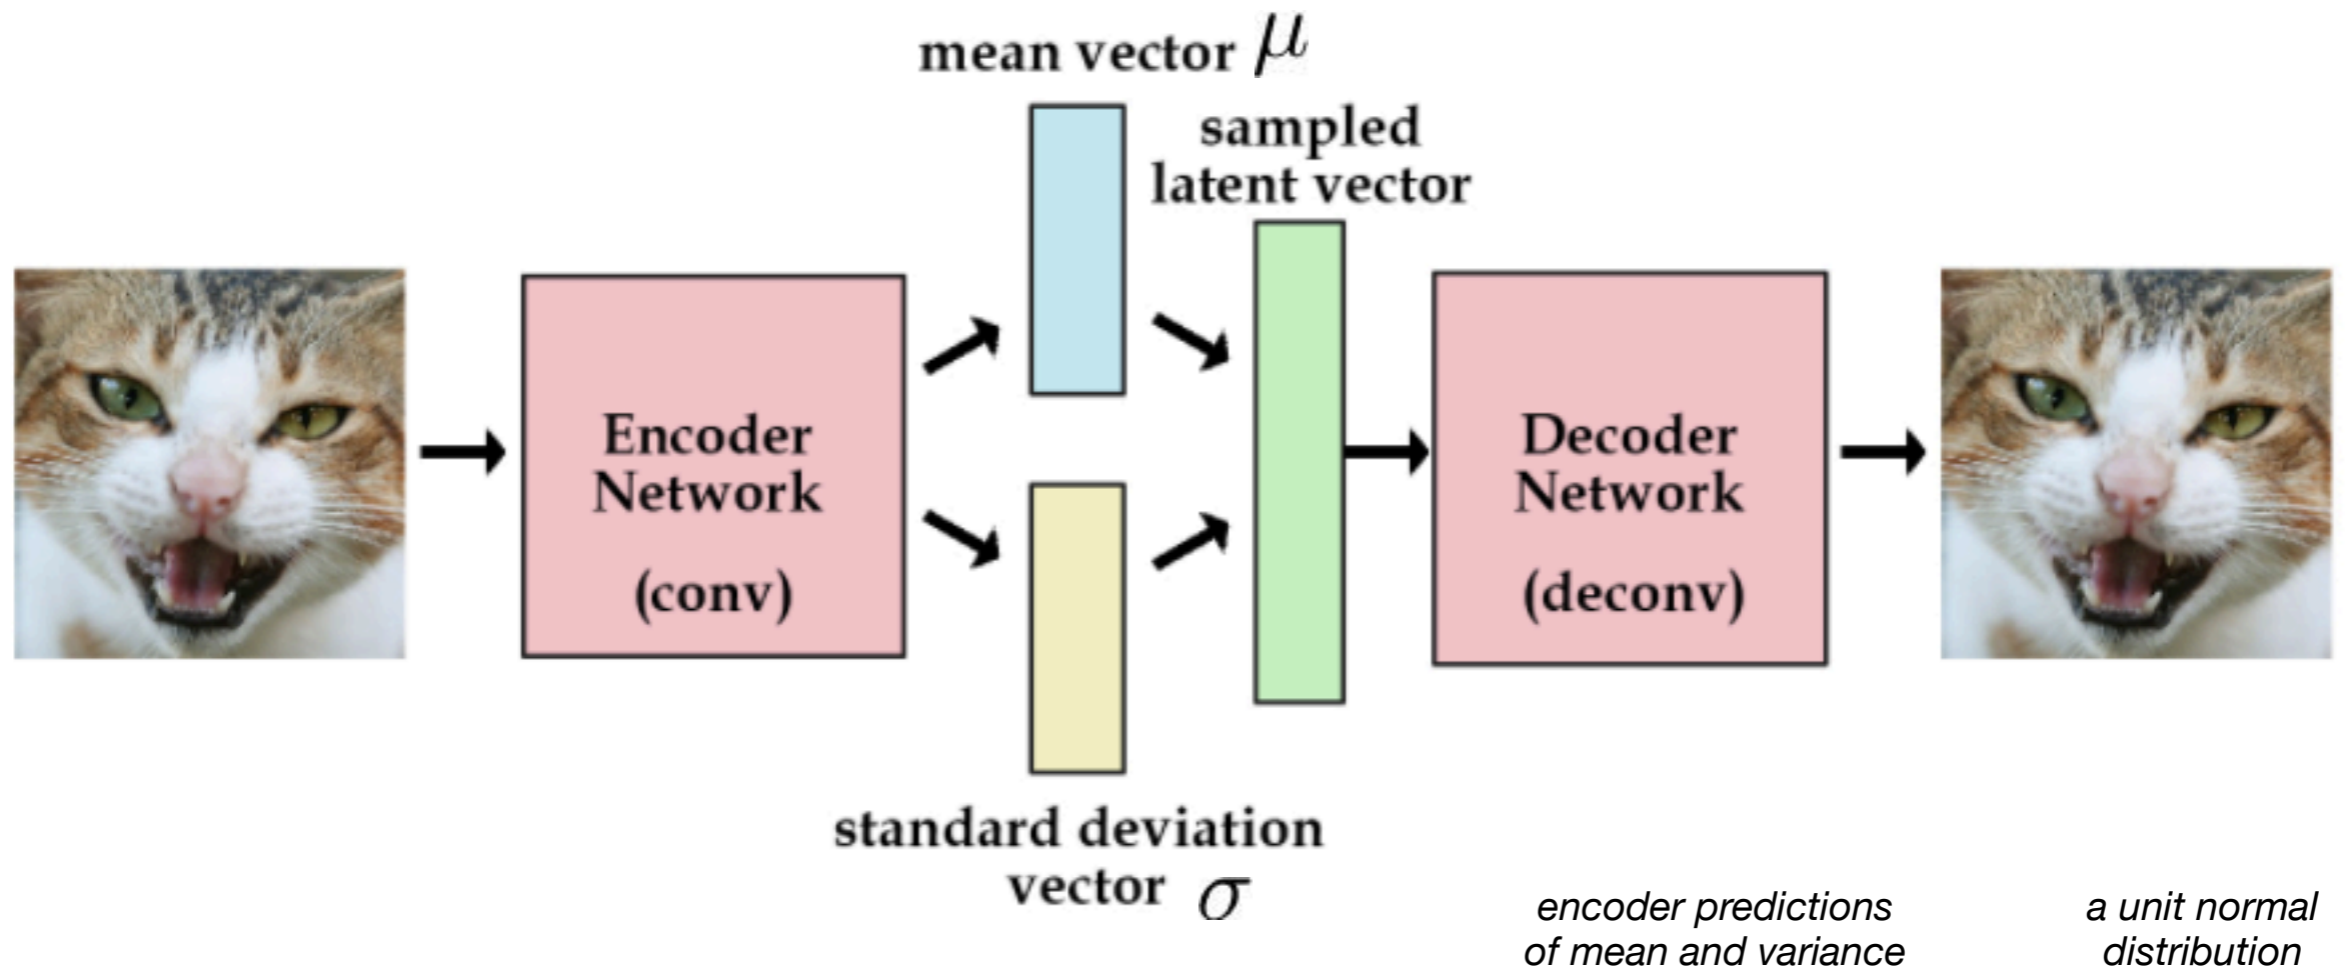 mean vector μ
sampled
latent vector
Encoder
Network
(conv)
Decoder
Network
(deconv)
standard deviation
vector σ
encoder predictions
of mean and variance
a unit normal
distribution